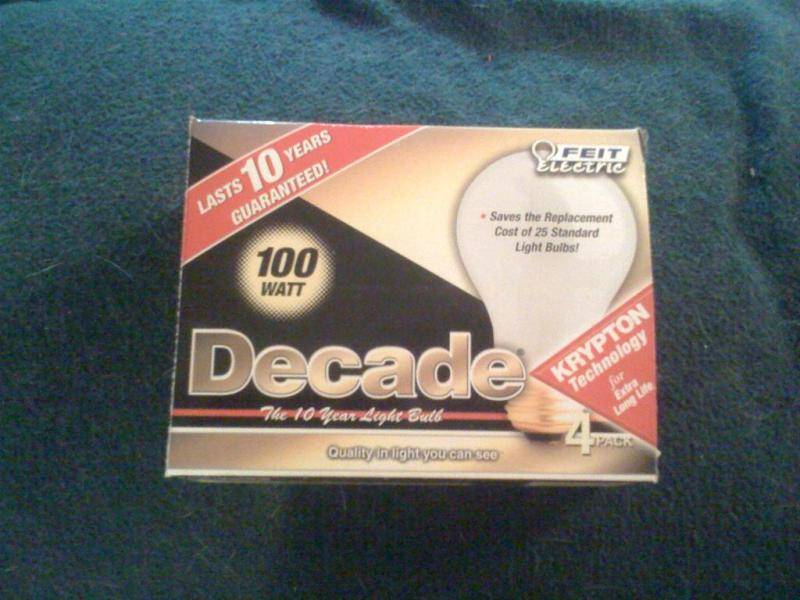 LASTS 10 YEARS
GUARANTEED!
FEIT
electric
• Saves the Replacement
Cost of 25 Standard
Light Bulbs!
100
WATT
Decade®
The 10 Year Light Bulb
KRYPTON
Technology
for
Extra
Long Life
4 PACK
Quality in light you can see